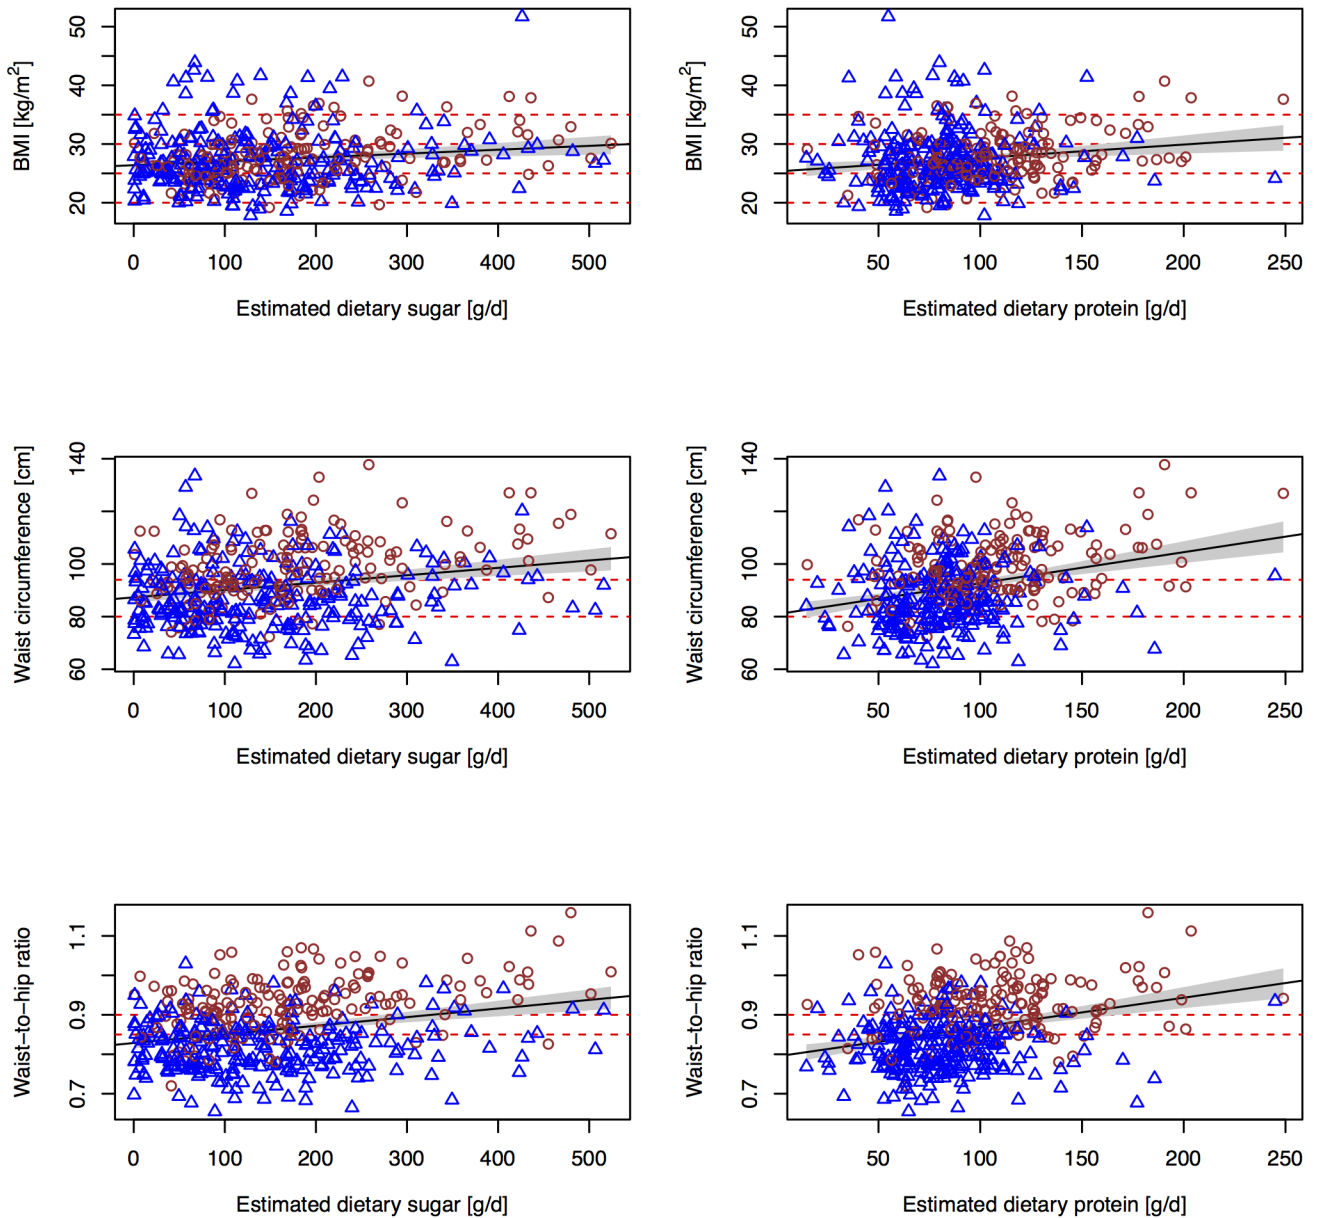 BMI [kg/m²]
50
40
30
20
0 100 200 300 400 500
Estimated dietary sugar [g/d]
BMI [kg/m²]
50
40
30
20
50 100 150 200 250
Estimated dietary protein [g/d]
Waist circumference [cm]
140
100
80
60
0 100 200 300 400 500
Estimated dietary sugar [g/d]
Waist circumference [cm]
140
100
80
60
50 100 150 200 250
Estimated dietary protein [g/d]
Waist−to−hip ratio
1.1
0.9
0.7
0 100 200 300 400 500
Estimated dietary sugar [g/d]
Waist−to−hip ratio
1.1
0.9
0.7
50 100 150 200 250
Estimated dietary protein [g/d]